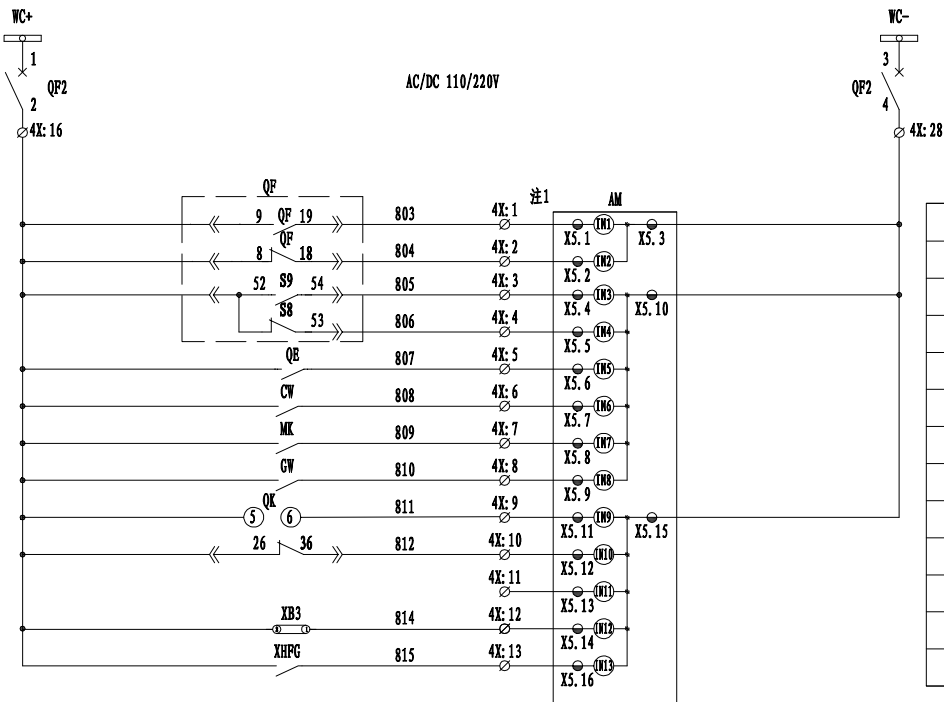 WC+ WC-
1 3
QF2 AC/DC 110/220V QF2
2 4
4X:16 4X:28
QF 注1 AM
9 QF 19 803 4X:1 X5.1 IN1 X5.3
8 QF 18 804 4X:2 X5.2 IN2
52 S9 54 805 4X:3 X5.4 IN3 X5.10
S8 53 806 4X:4 X5.5 IN4
QE 807 4X:5 X5.6 IN5
CW 808 4X:6 X5.7 IN6
MK 809 4X:7 X5.8 IN7
GW 810 4X:8 X5.9 IN8
QK 5 6 811 4X:9 X5.11 IN9 X5.15
26 36 812 4X:10 X5.12 IN10
4X:11 X5.13 IN11
XB3 814 4X:12 X5.14 IN12
XHFG 815 4X:13 X5.16 IN13